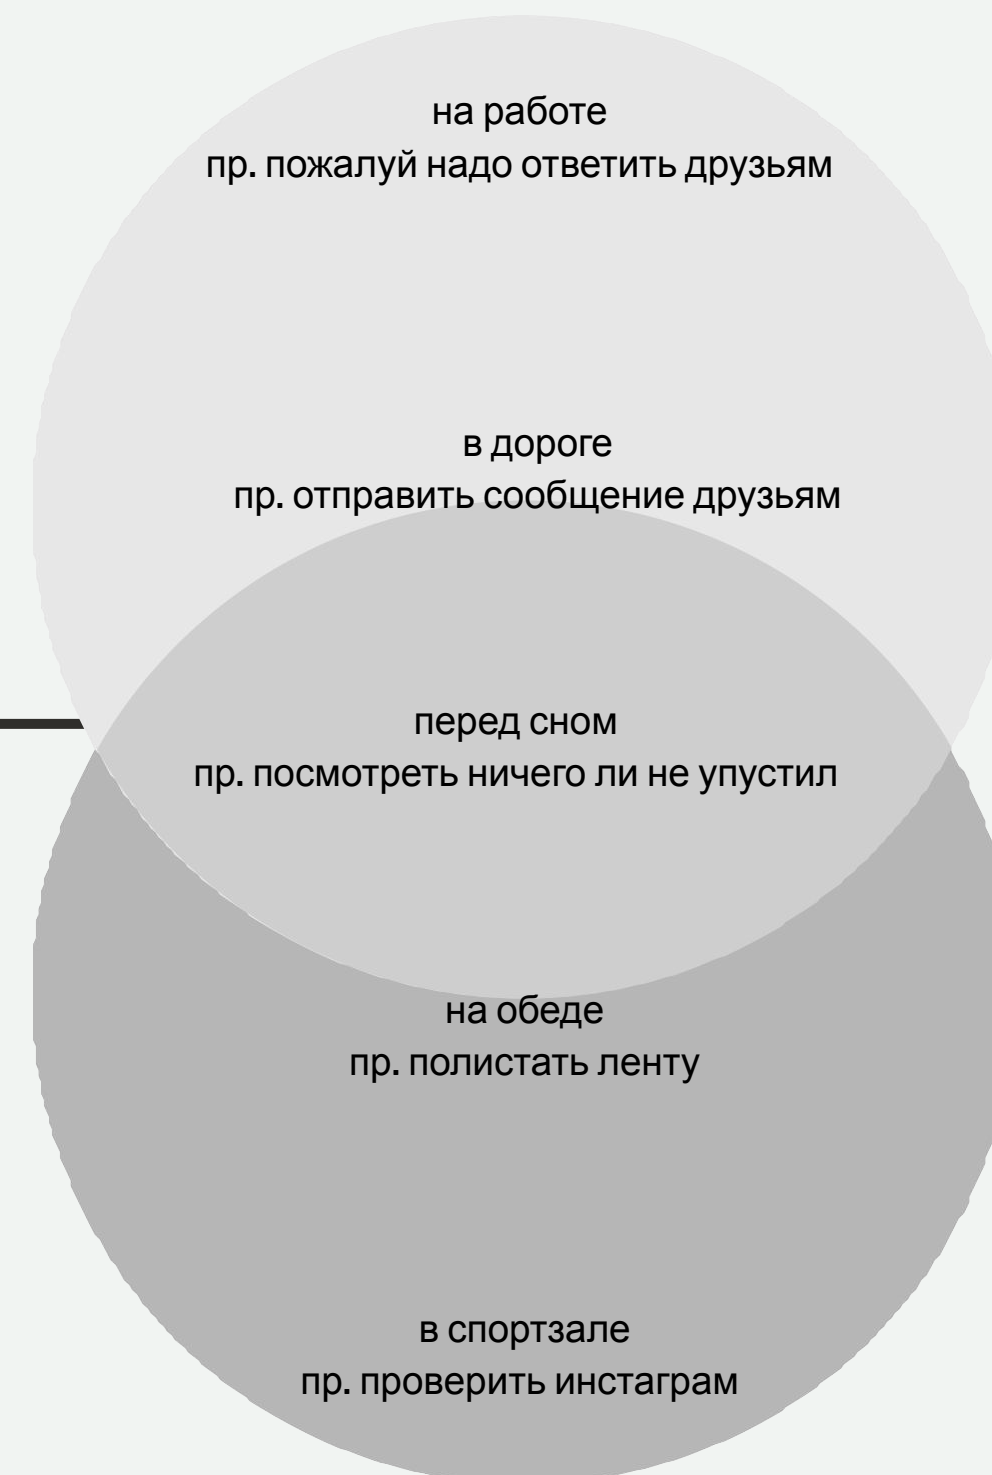 на работе
пр. пожалуй надо ответить друзьям
в дороге
пр. отправить сообщение друзьям
перед сном
пр. посмотреть ничего ли не упустил
на обеде
пр. полистать ленту
в спортзале
пр. проверить инстаграм